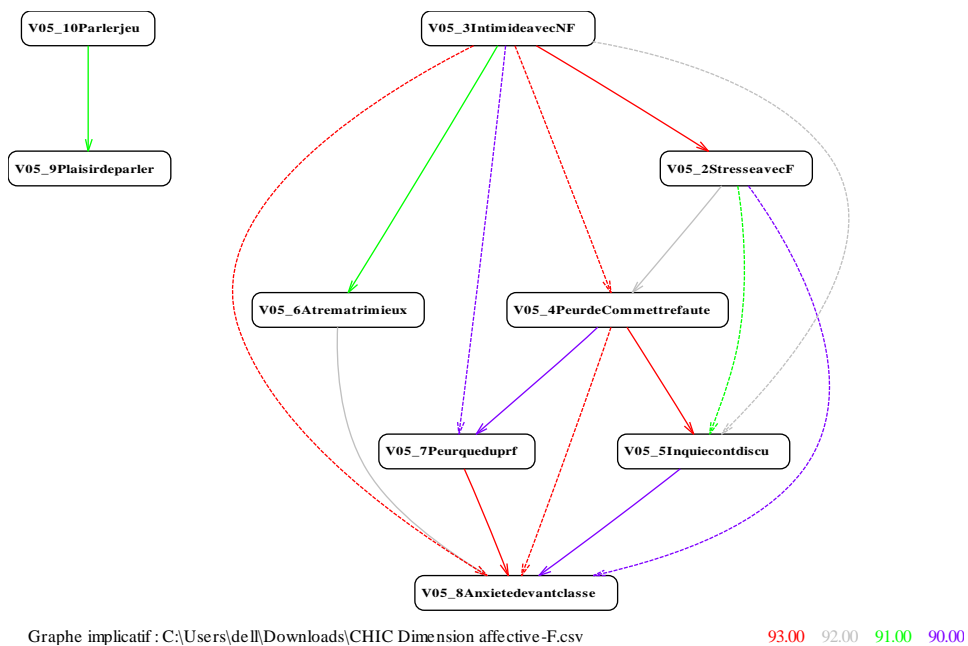 V05_10Parlerjeu
V05_3IntimideavecNF
V05_9Plaisirdeparler
V05_2StresseavecF
V05_6Atrematrimieux
V05_4PeurdeCommettrefaute
V05_7Peurqueduprf
V05_5Inquiecontdiscu
V05_8Anxietedevantclasse
Graphe implicatif : C:\Users\dell\Downloads\CHIC Dimension affective-F.csv 93.00 92.00 91.00 90.00